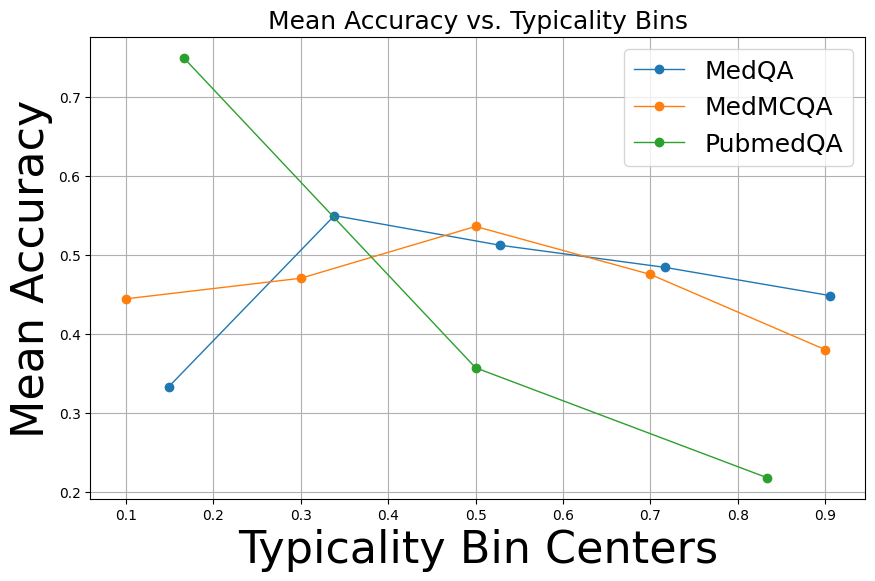 Mean Accuracy vs. Typicality Bins
MedQA
MedMCQA
PubmedQA
Mean Accuracy
0.7
0.6
0.5
0.4
0.3
0.2
0.1 0.2 0.3 0.4 0.5 0.6 0.7 0.8 0.9
Typicality Bin Centers